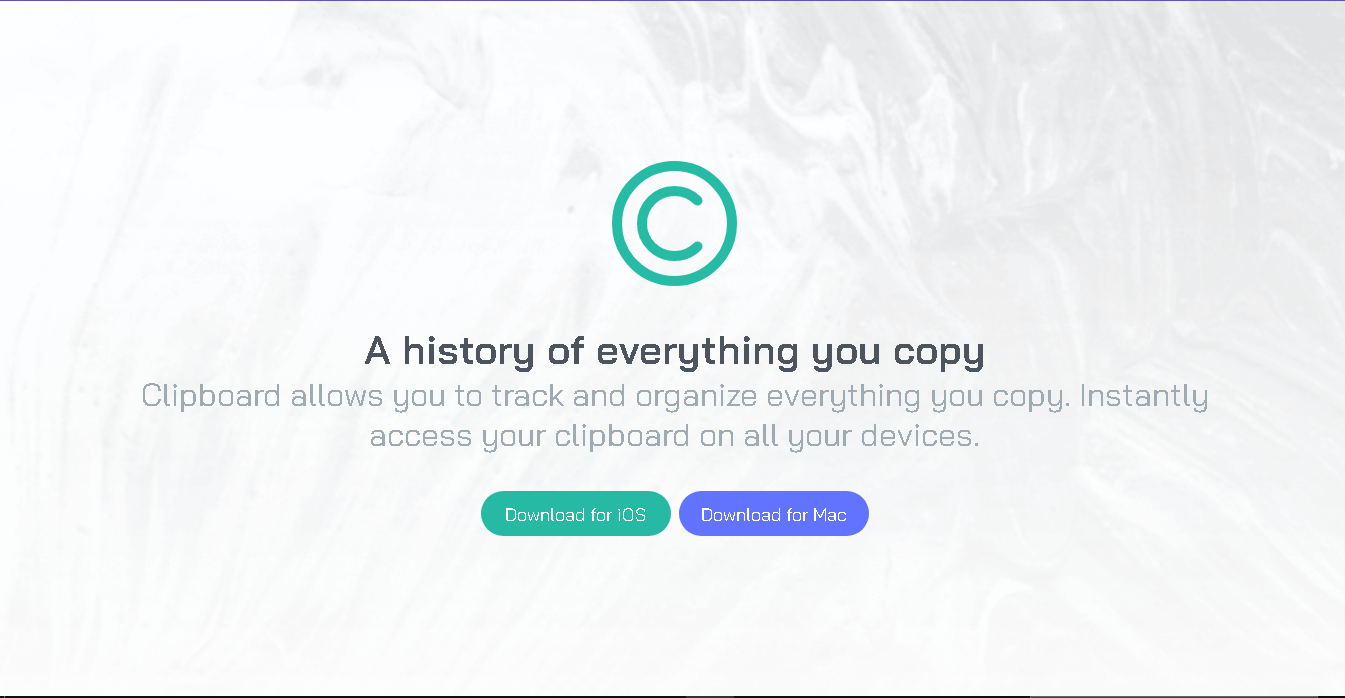 A history of everything you copy
Clipboard allows you to track and organize everything you copy. Instantly
access your clipboard on all your devices.
Download for iOS
Download for Mac